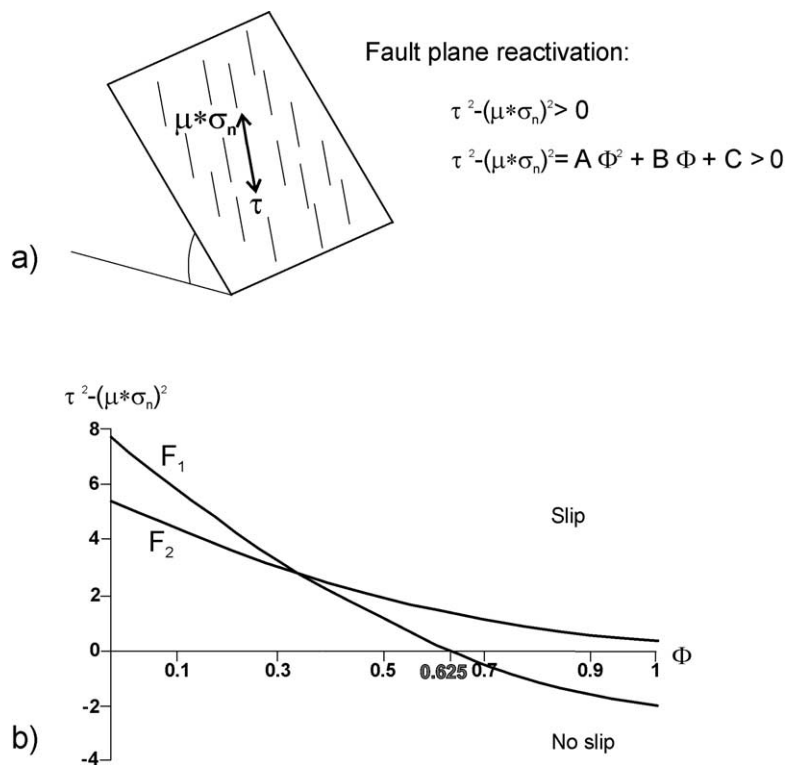 Fault plane reactivation:
τ²-(μ*σₙ)²> 0
τ²-(μ*σₙ)²= A Φ² + B Φ + C > 0
μ*σₙ
τ
a)
τ²-(μ*σₙ)²
8
F₁
6
Slip
F₂
4
2
0
Φ
0.1 0.3 0.5 0.625 0.7 0.9 1
-2
b)
No slip
-4